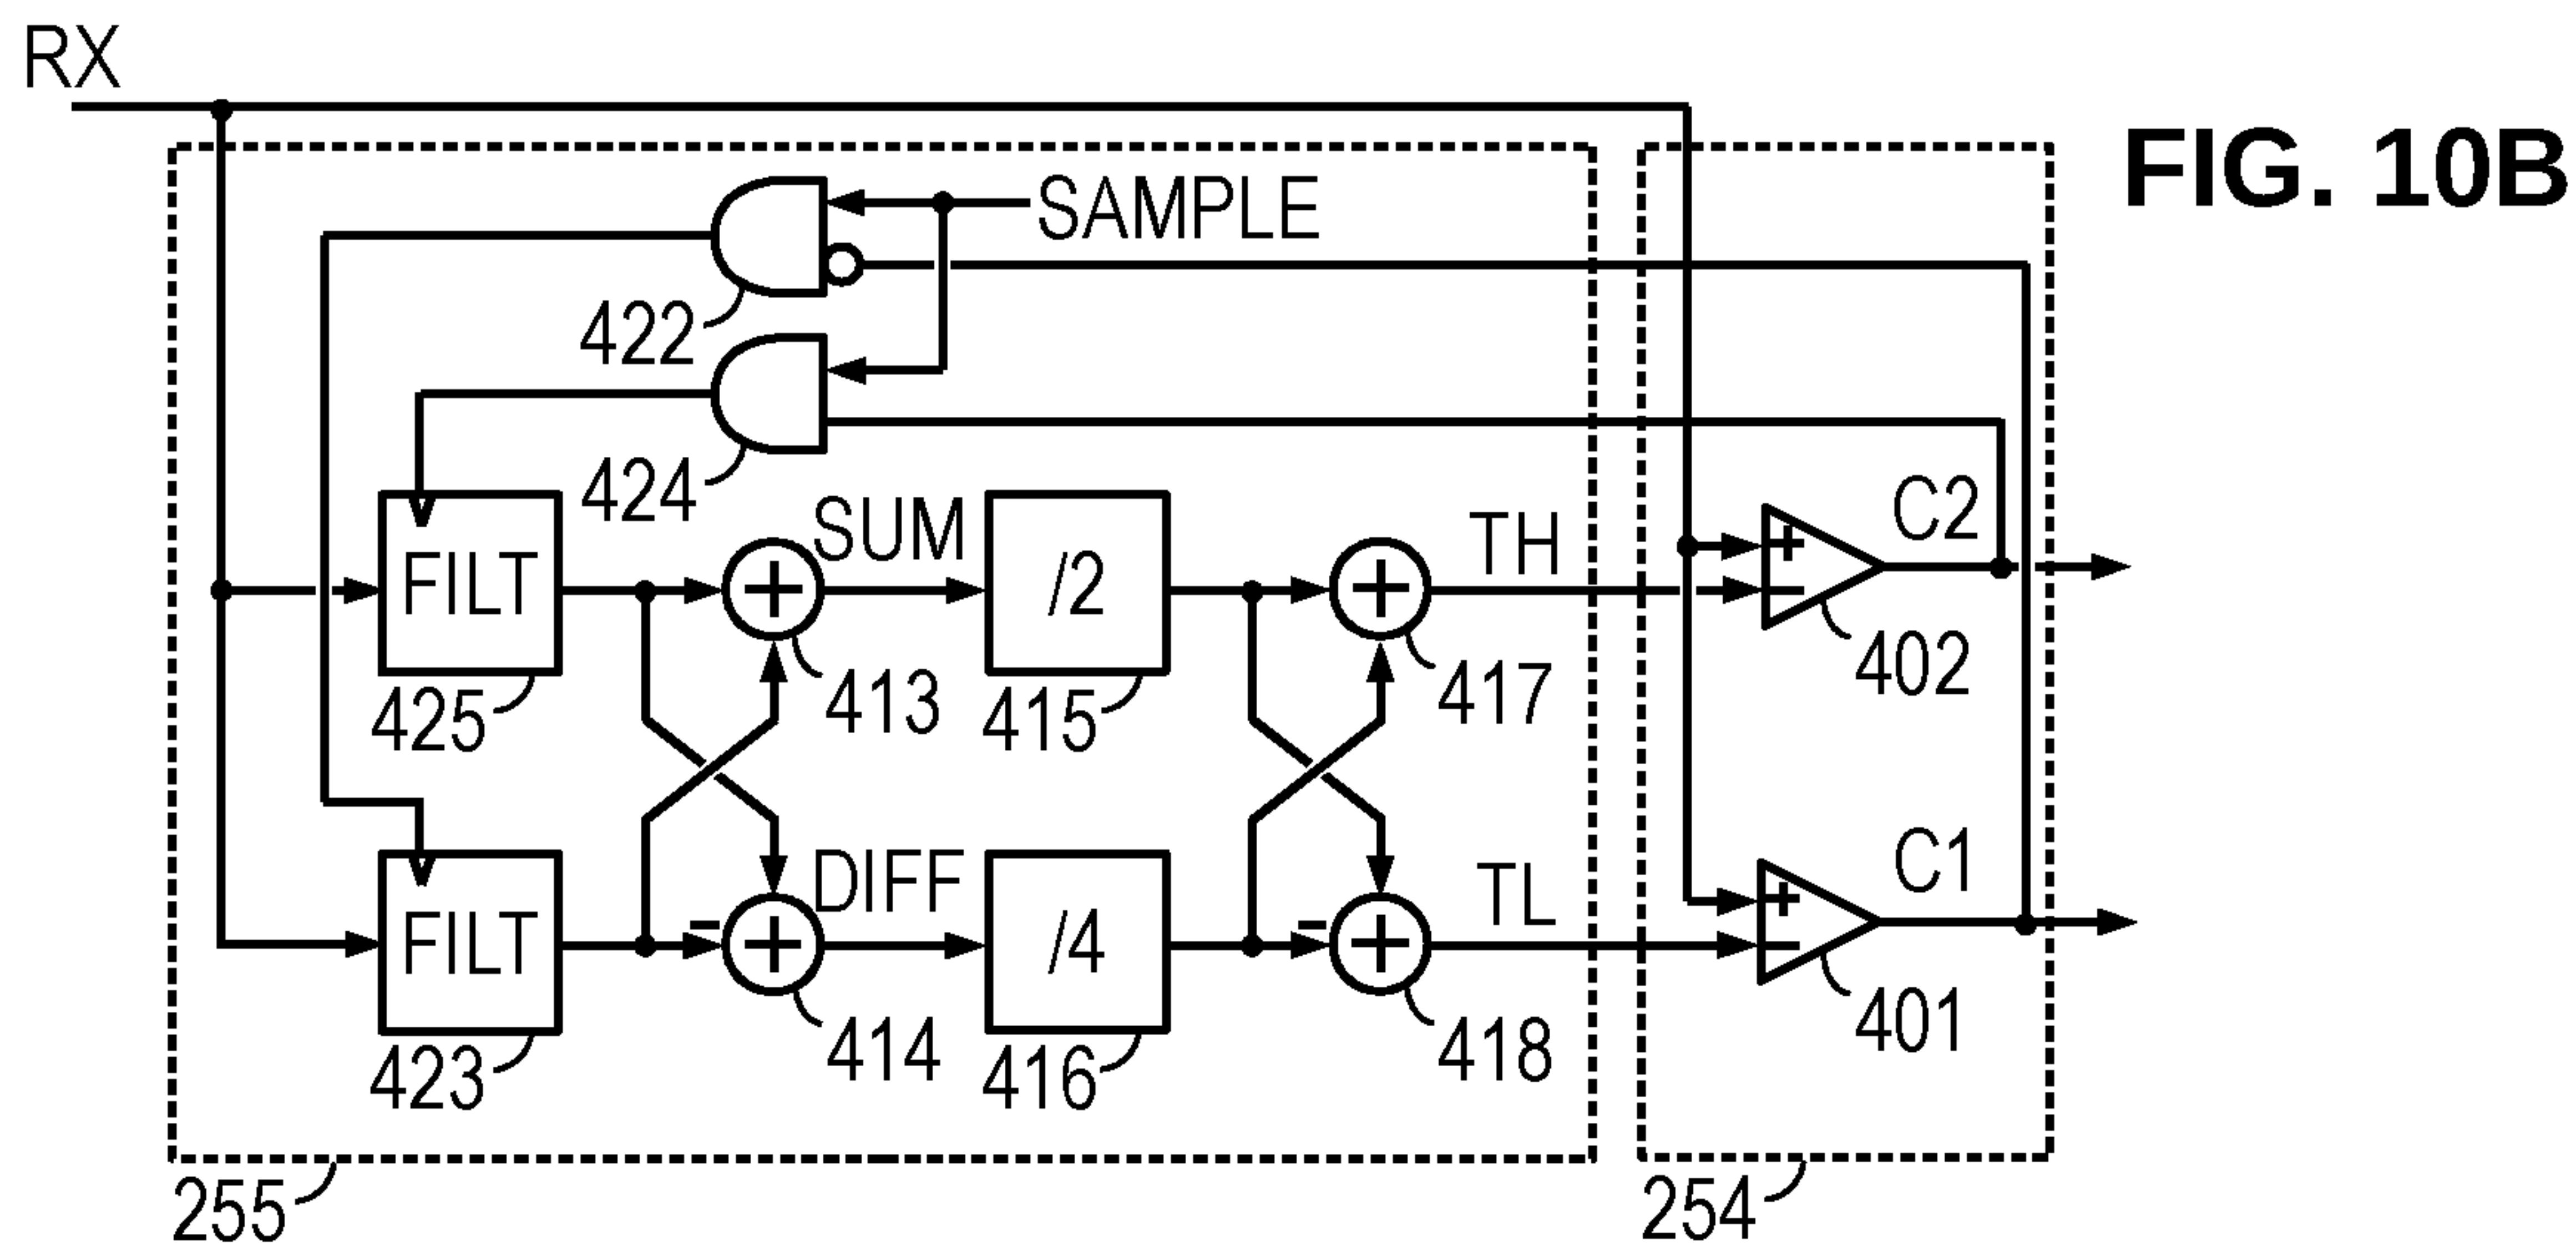 RX
FIG. 10B
SAMPLE
422
424
C2
SUM
TH
+
FILT
+
/2
+
−
402
425
413
415
417
C1
DIFF
TL
+
FILT
−
+
/4
−
+
−
401
423
414
416
418
255
254